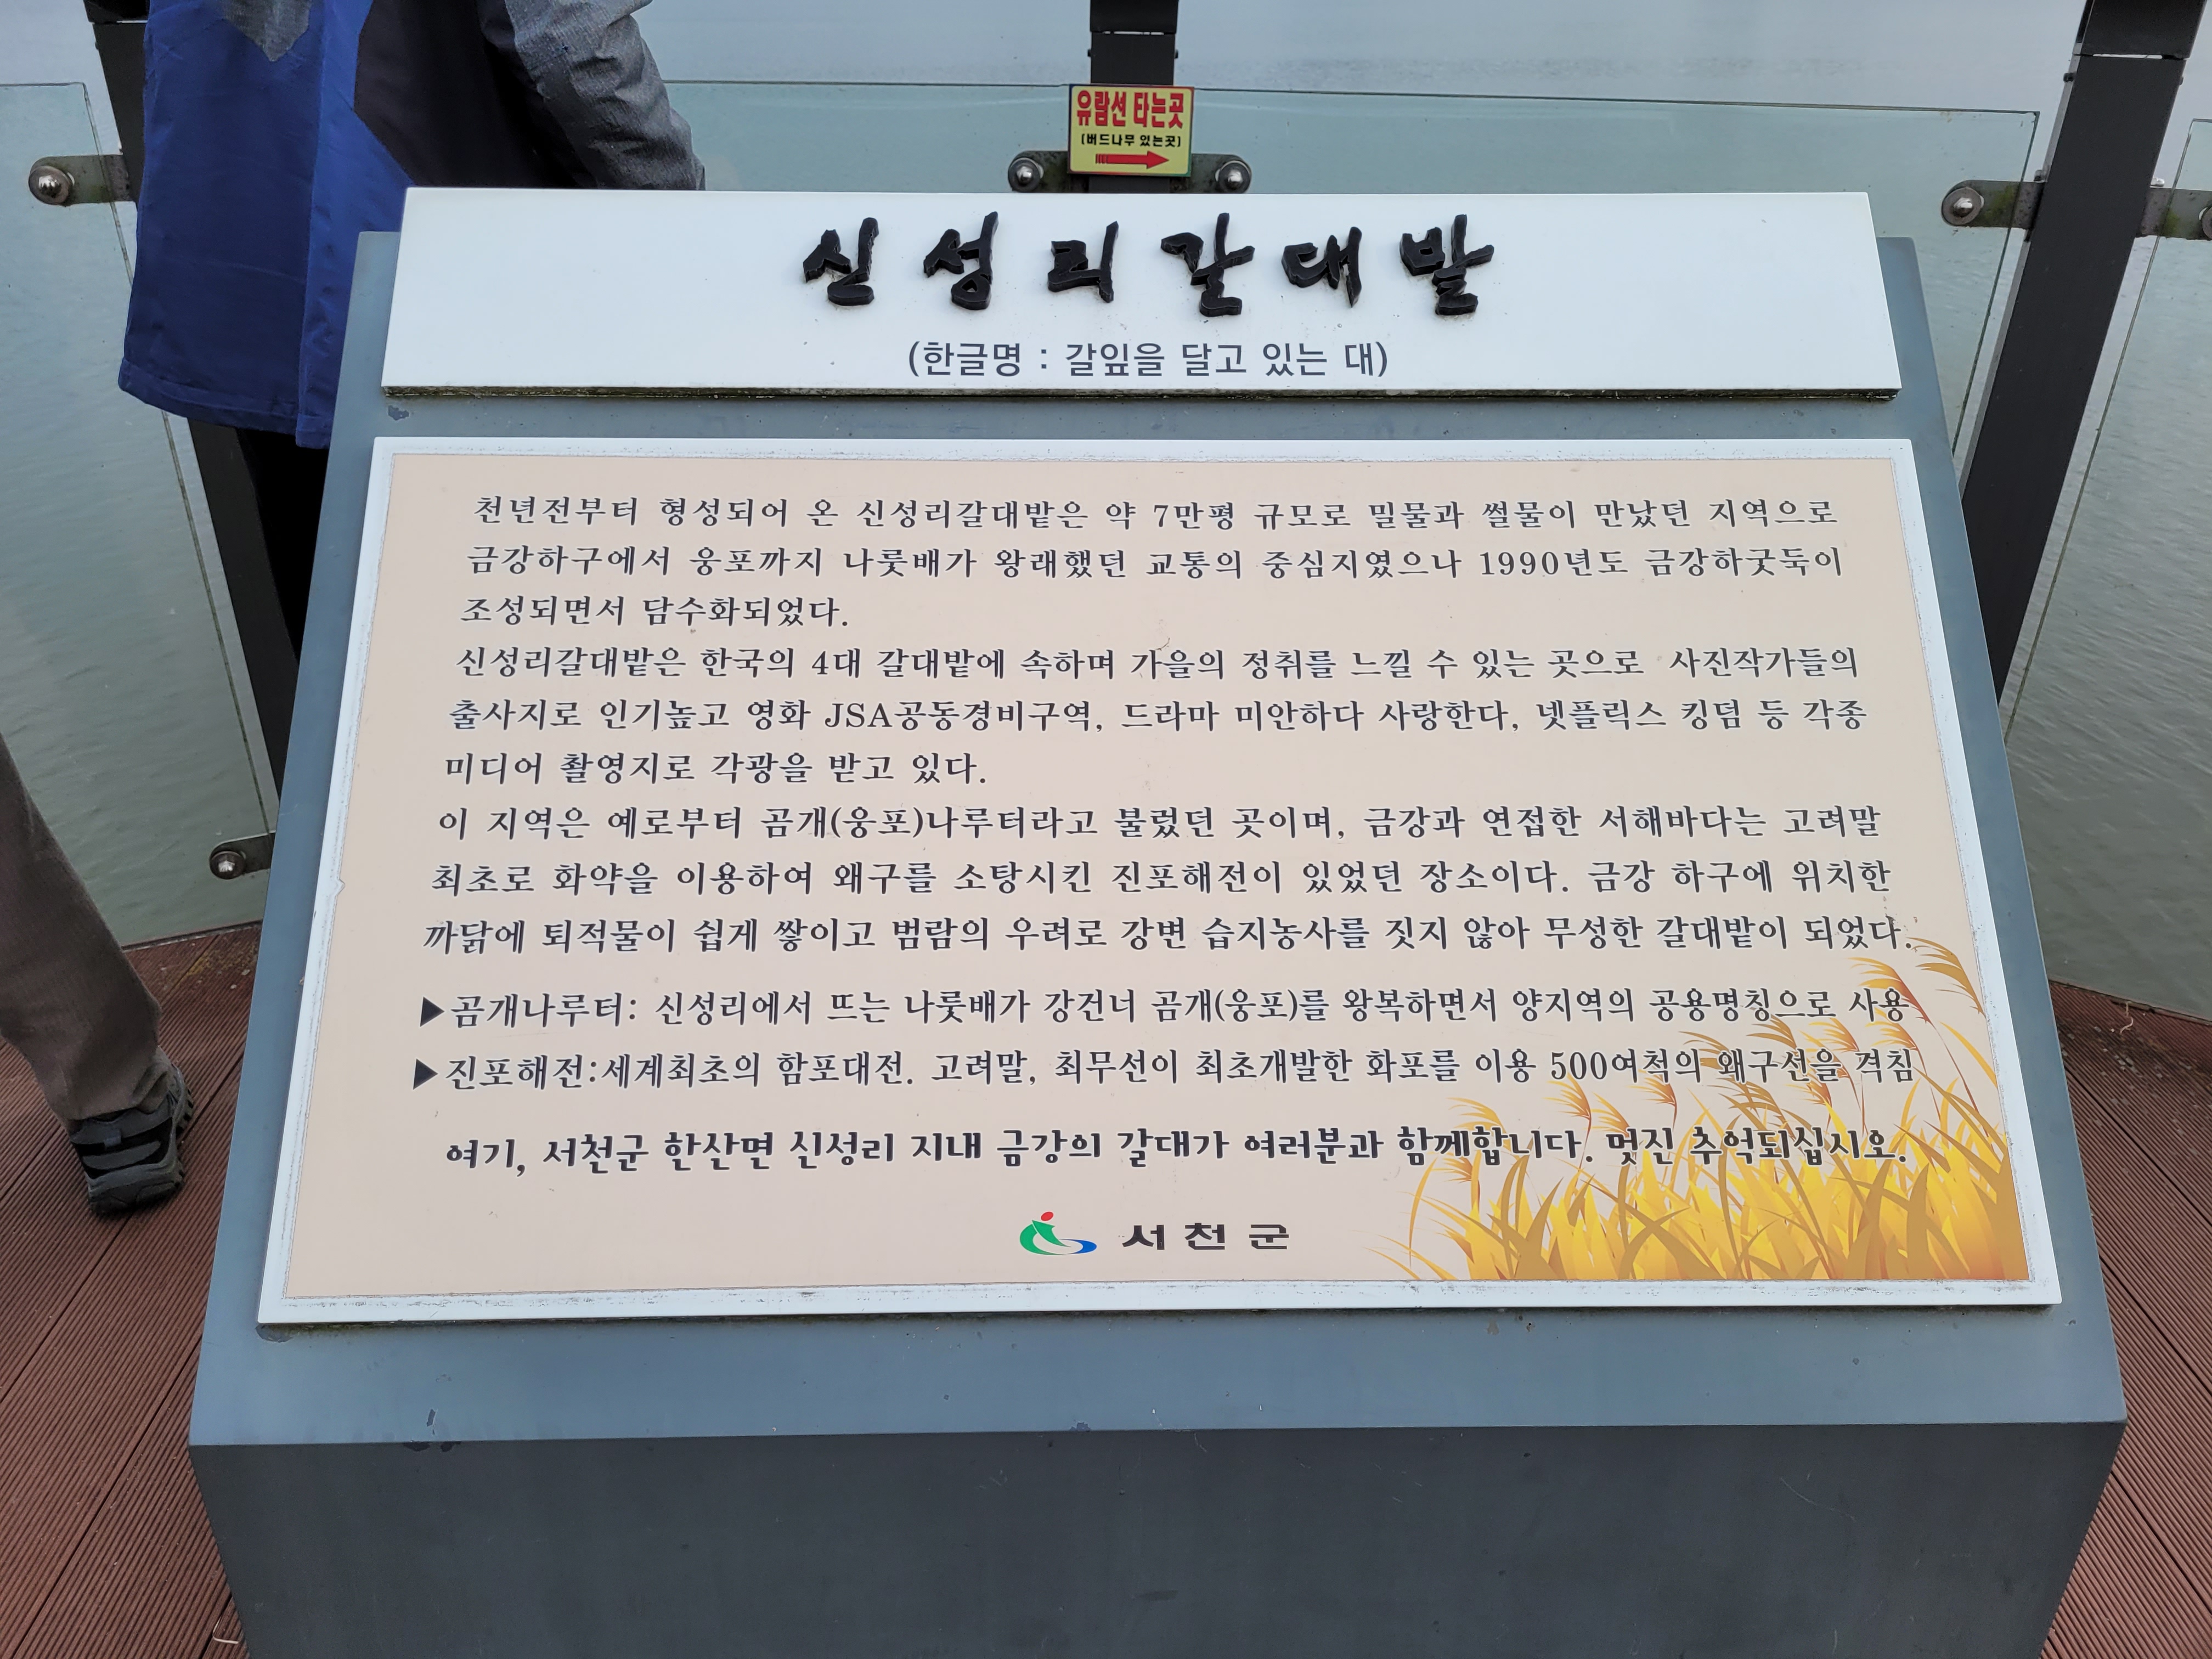 유람선 타는곳
(버드나무 있는곳)
신성리갈대밭
(한글명 : 갈잎을 달고 있는 대)
천년전부터 형성되어 온 신성리갈대밭은 약 7만평 규모로 밀물과 썰물이 만났던 지역으로
금강하구에서 웅포까지 나룻배가 왕래했던 교통의 중심지였으나 1990년도 금강하굿둑이
조성되면서 담수화되었다.
신성리갈대밭은 한국의 4대 갈대밭에 속하며 가을의 정취를 느낄 수 있는 곳으로 사진작가들의
출사지로 인기높고 영화 JSA공동경비구역, 드라마 미안하다 사랑한다, 넷플릭스 킹덤 등 각종
미디어 촬영지로 각광을 받고 있다.
이 지역은 예로부터 곰개(웅포)나루터라고 불렀던 곳이며, 금강과 연접한 서해바다는 고려말
최초로 화약을 이용하여 왜구를 소탕시킨 진포해전이 있었던 장소이다. 금강 하구에 위치한
까닭에 퇴적물이 쉽게 쌓이고 범람의 우려로 강변 습지농사를 짓지 않아 무성한 갈대밭이 되었다.
▶곰개나루터: 신성리에서 뜨는 나룻배가 강건너 곰개(웅포)를 왕복하면서 양지역의 공용명칭으로 사용
▶진포해전:세계최초의 함포대전. 고려말, 최무선이 최초개발한 화포를 이용 500여척의 왜구선을 격침
여기, 서천군 한산면 신성리 지내 금강의 갈대가 여러분과 함께합니다. 멋진 추억되십시오.
서천군